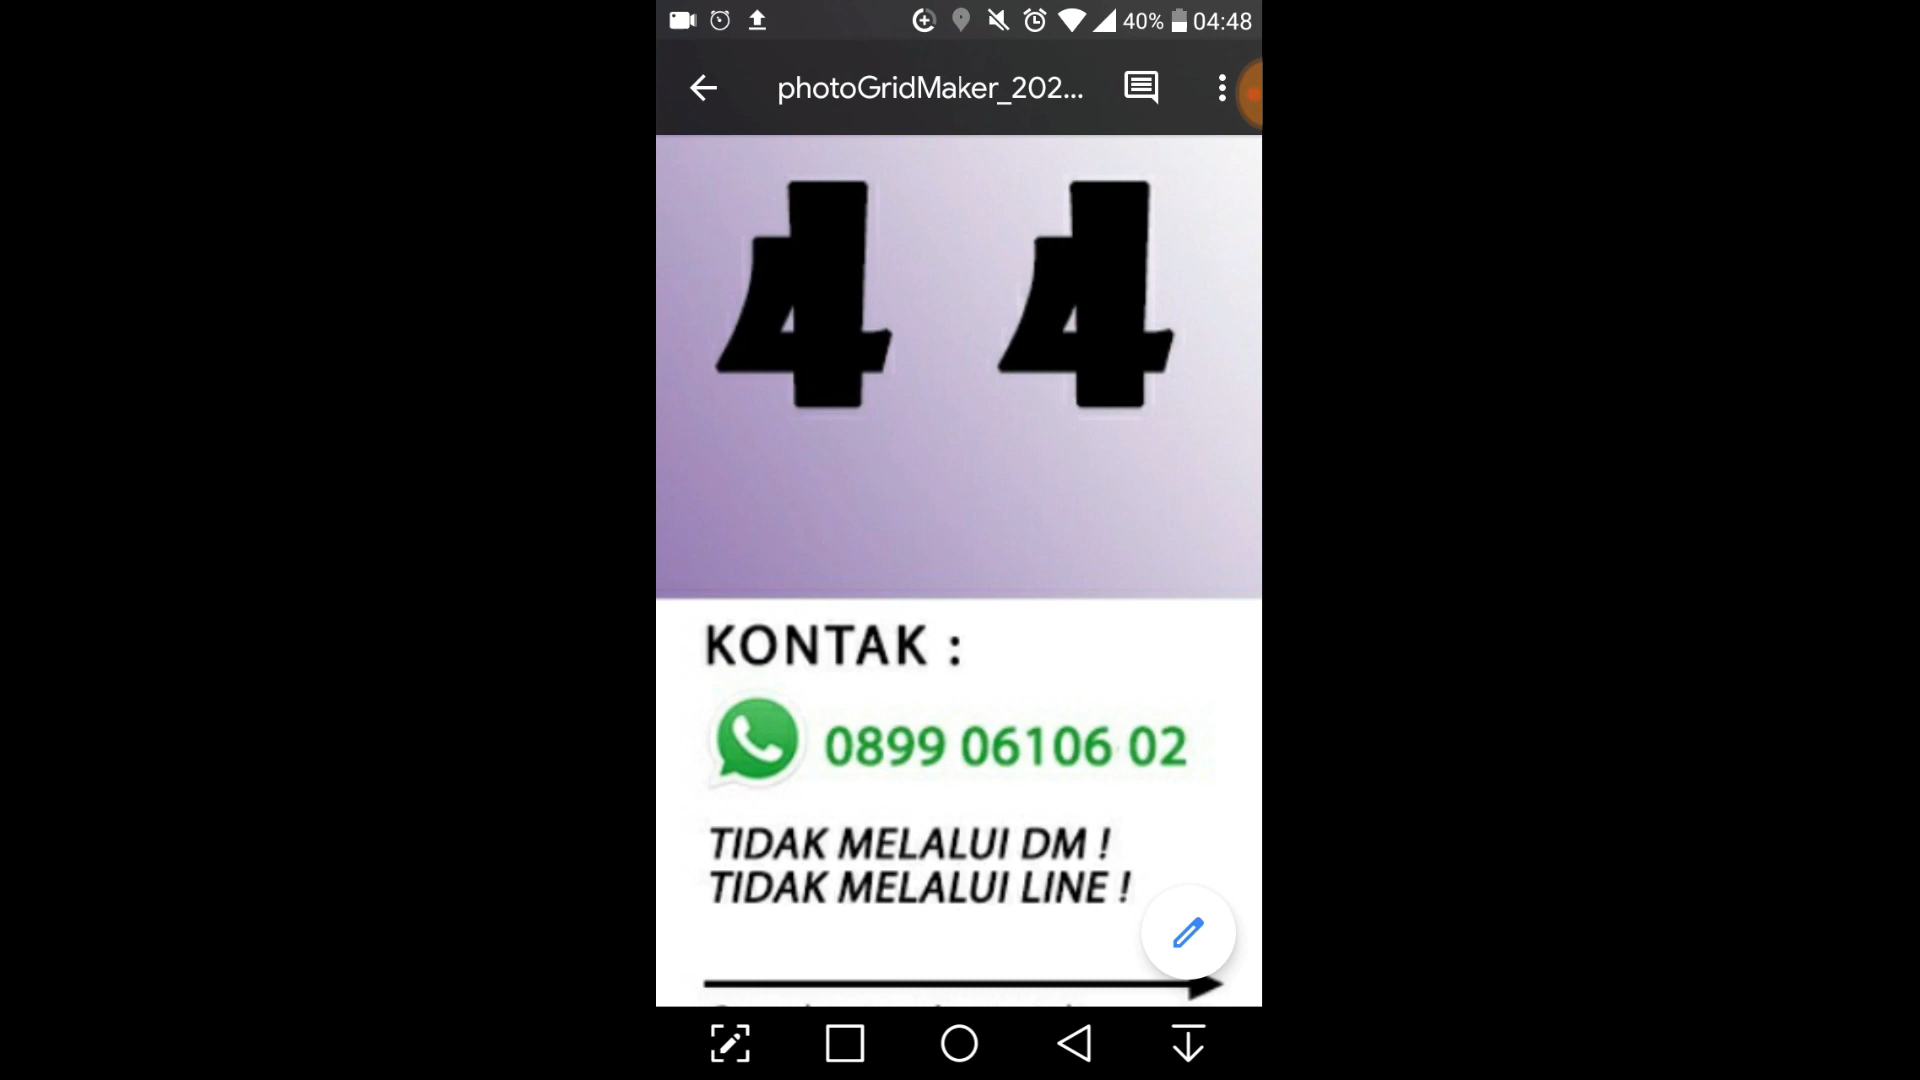 40% 04:48
photoGridMaker_202...
4 4
KONTAK :
0899 06106 02
TIDAK MELALUI DM !
TIDAK MELALUI LINE !